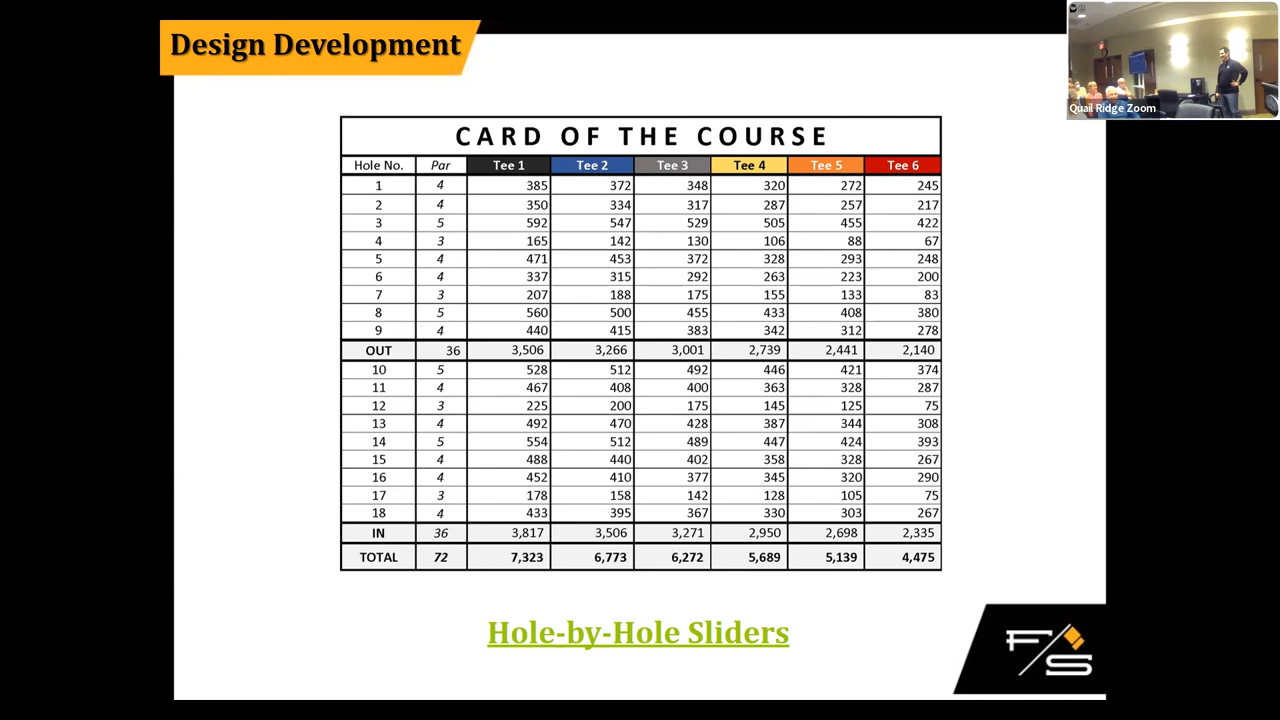 Design Development
Quail Ridge Zoom
CARD OF THE COURSE
Hole No. Par Tee 1 Tee 2 Tee 3 Tee 4 Tee 5 Tee 6
1 4 385 372 348 320 272 245
2 4 350 334 317 287 257 217
3 5 592 547 529 505 455 422
4 3 165 142 130 106 88 67
5 4 471 453 372 328 293 248
6 4 337 315 292 263 223 200
7 3 207 188 175 155 133 83
8 5 560 500 455 433 408 380
9 4 440 415 383 342 312 278
OUT 36 3,506 3,266 3,001 2,739 2,441 2,140
10 5 528 512 492 446 421 374
11 4 467 408 400 363 328 287
12 3 225 200 175 145 125 75
13 4 492 470 428 387 344 308
14 5 554 512 489 447 424 393
15 4 488 440 402 358 328 267
16 4 452 410 377 345 320 290
17 3 178 158 142 128 105 75
18 4 433 395 367 330 303 267
IN 36 3,817 3,506 3,271 2,950 2,698 2,335
TOTAL 72 7,323 6,773 6,272 5,689 5,139 4,475
Hole-by-Hole Sliders
F/S